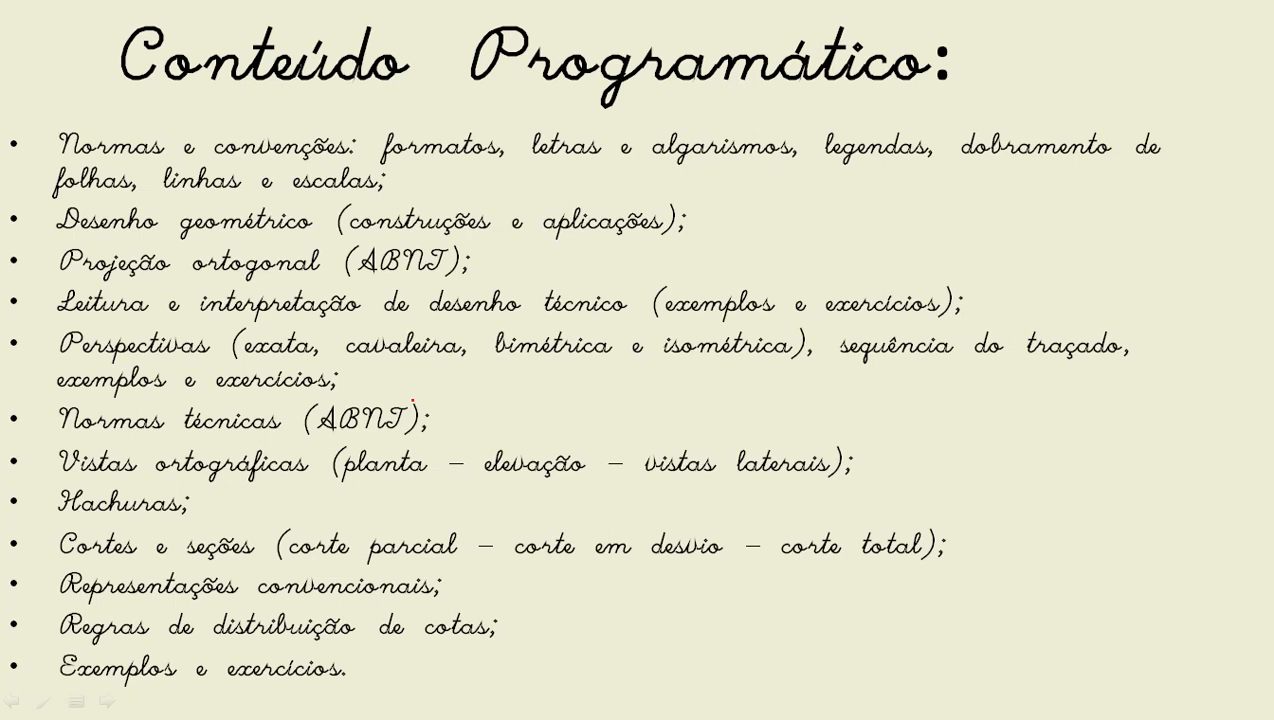 Conteúdo Programático:
• Normas e convenções: formatos, letras e algarismos, legendas, dobramento de
folhas, linhas e escalas;
• Desenho geométrico (construções e aplicações);
• Projeção ortogonal (ABNT);
• Leitura e interpretação de desenho técnico (exemplos e exercícios);
• Perspectivas (exata, cavaleira, bimétrica e isométrica), sequência do traçado,
exemplos e exercícios;
• Normas técnicas (ABNT);
• Vistas ortográficas (planta – elevação – vistas laterais);
• Hachuras;
• Cortes e seções (corte parcial – corte em desvio – corte total);
• Representações convencionais;
• Regras de distribuição de cotas;
• Exemplos e exercícios.